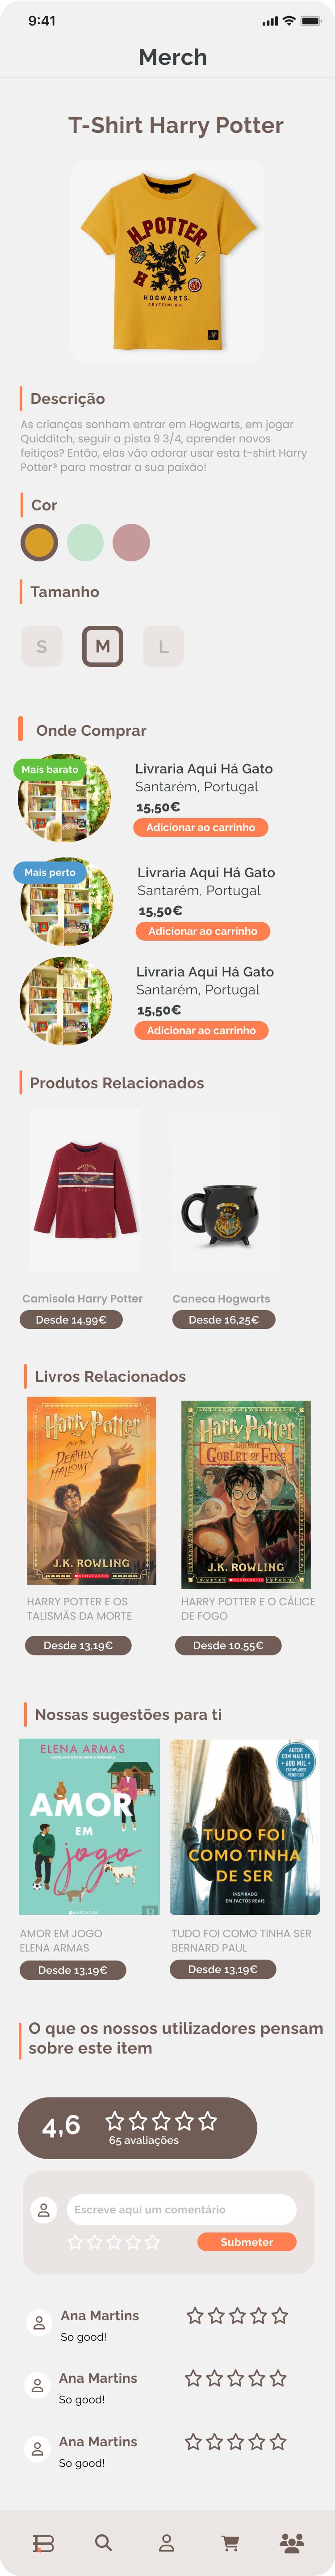 9:41
Merch
T-Shirt Harry Potter
H.POTTER
H
HOGWARTS.
GRYFFINDOR.
Descrição
As crianças sonham entrar em Hogwarts, em jogar
Quidditch, seguir a pista 9 3/4, aprender novos
feitiços? Então, elas vão adorar usar esta t-shirt Harry
Potter® para mostrar a sua paixão!
Cor
Tamanho
S M L
Onde Comprar
Mais barato
Livraria Aqui Há Gato
Santarém, Portugal
15,50€
Adicionar ao carrinho
Mais perto
Livraria Aqui Há Gato
Santarém, Portugal
15,50€
Adicionar ao carrinho
Livraria Aqui Há Gato
Santarém, Portugal
15,50€
Adicionar ao carrinho
Produtos Relacionados
Camisola Harry Potter
Desde 14,99€
Caneca Hogwarts
Desde 16,25€
Livros Relacionados
Harry Potter
AND THE
DEATHLY
HALLOWS
J.K. ROWLING
SCHOLASTIC
HARRY POTTER E OS
TALISMÃS DA MORTE
Desde 13,19€
Harry Potter
AND THE
GOBLET OF FIRE
J.K. ROWLING
SCHOLASTIC
HARRY POTTER E O CÁLICE
DE FOGO
Desde 10,55€
Nossas sugestões para ti
ELENA ARMAS
AMOR
EM
jogo
AMOR EM JOGO
ELENA ARMAS
Desde 13,19€
AUTOR
COM MAIS DE
+ 600 MIL +
EXEMPLARES
VENDIDOS
TUDO FOI
COMO TINHA
DE SER
INSPIRADO
EM FACTOS REAIS
TUDO FOI COMO TINHA SER
BERNARD PAUL
Desde 13,19€
O que os nossos utilizadores pensam
sobre este item
4,6
65 avaliações
Escreve aqui um comentário
Submeter
Ana Martins
So good!
Ana Martins
So good!
Ana Martins
So good!